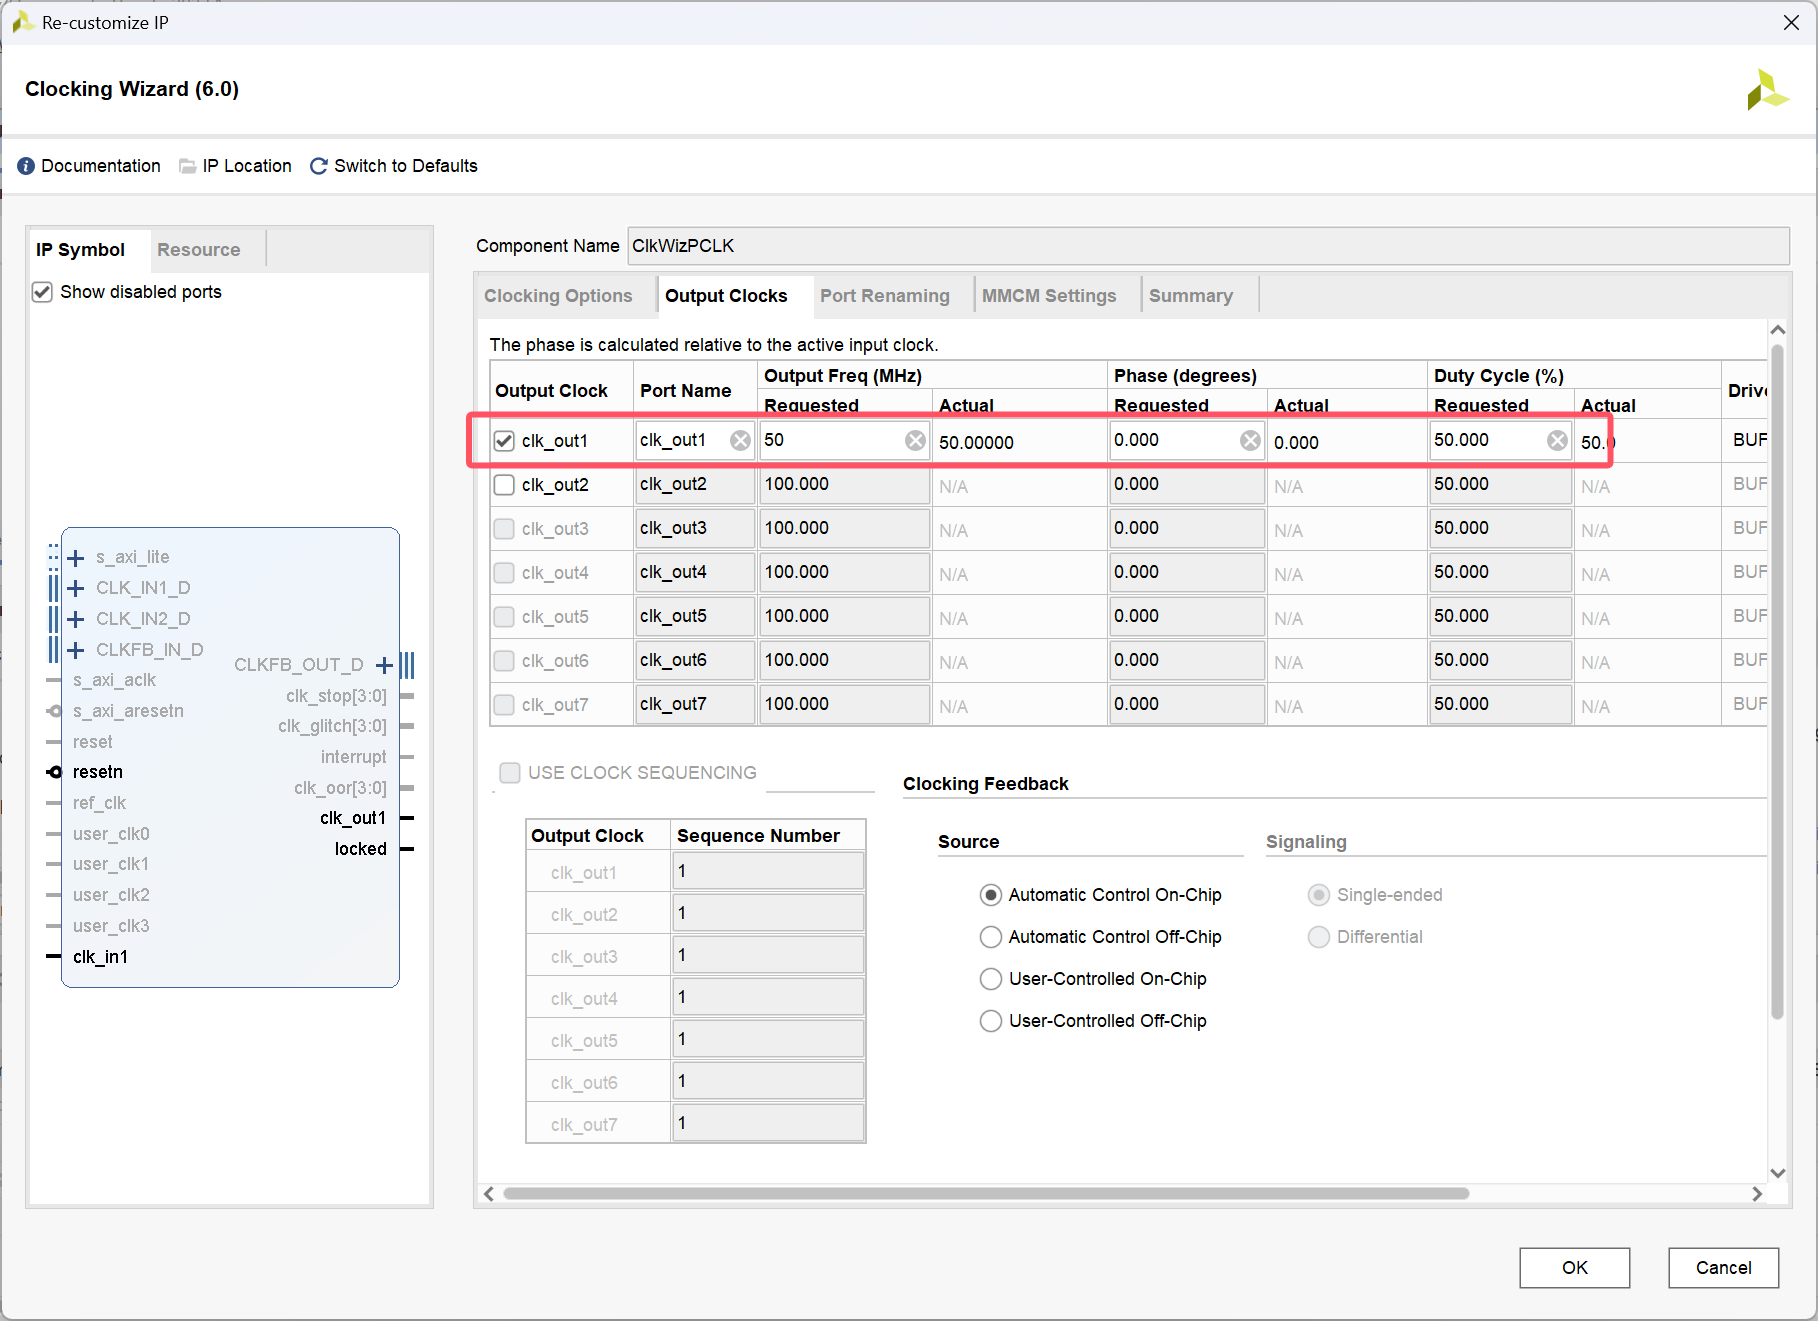 Re-customize IP
Clocking Wizard (6.0)
Documentation IP Location Switch to Defaults
IP Symbol Resource
Show disabled ports
s_axi_lite
CLK_IN1_D
CLK_IN2_D
CLKFB_IN_D
s_axi_aclk
s_axi_aresetn
reset
resetn
ref_clk
user_clk0
user_clk1
user_clk2
user_clk3
clk_in1
CLKFB_OUT_D
clk_stop[3:0]
clk_glitch[3:0]
interrupt
clk_oor[3:0]
clk_out1
locked
Component Name ClkWizPCLK
Clocking Options Output Clocks Port Renaming MMCM Settings Summary
The phase is calculated relative to the active input clock.
Output Clock Port Name Output Freq (MHz) Phase (degrees) Duty Cycle (%) Drive
Requested Actual Requested Actual Requested Actual
clk_out1 clk_out1 50 50.00000 0.000 0.000 50.000 50.0 BUF
clk_out2 clk_out2 100.000 N/A 0.000 N/A 50.000 N/A BUF
clk_out3 clk_out3 100.000 N/A 0.000 N/A 50.000 N/A BUF
clk_out4 clk_out4 100.000 N/A 0.000 N/A 50.000 N/A BUF
clk_out5 clk_out5 100.000 N/A 0.000 N/A 50.000 N/A BUF
clk_out6 clk_out6 100.000 N/A 0.000 N/A 50.000 N/A BUF
clk_out7 clk_out7 100.000 N/A 0.000 N/A 50.000 N/A BUF
USE CLOCK SEQUENCING
Output Clock Sequence Number
clk_out1 1
clk_out2 1
clk_out3 1
clk_out4 1
clk_out5 1
clk_out6 1
clk_out7 1
Clocking Feedback
Source
Automatic Control On-Chip
Automatic Control Off-Chip
User-Controlled On-Chip
User-Controlled Off-Chip
Signaling
Single-ended
Differential
OK Cancel